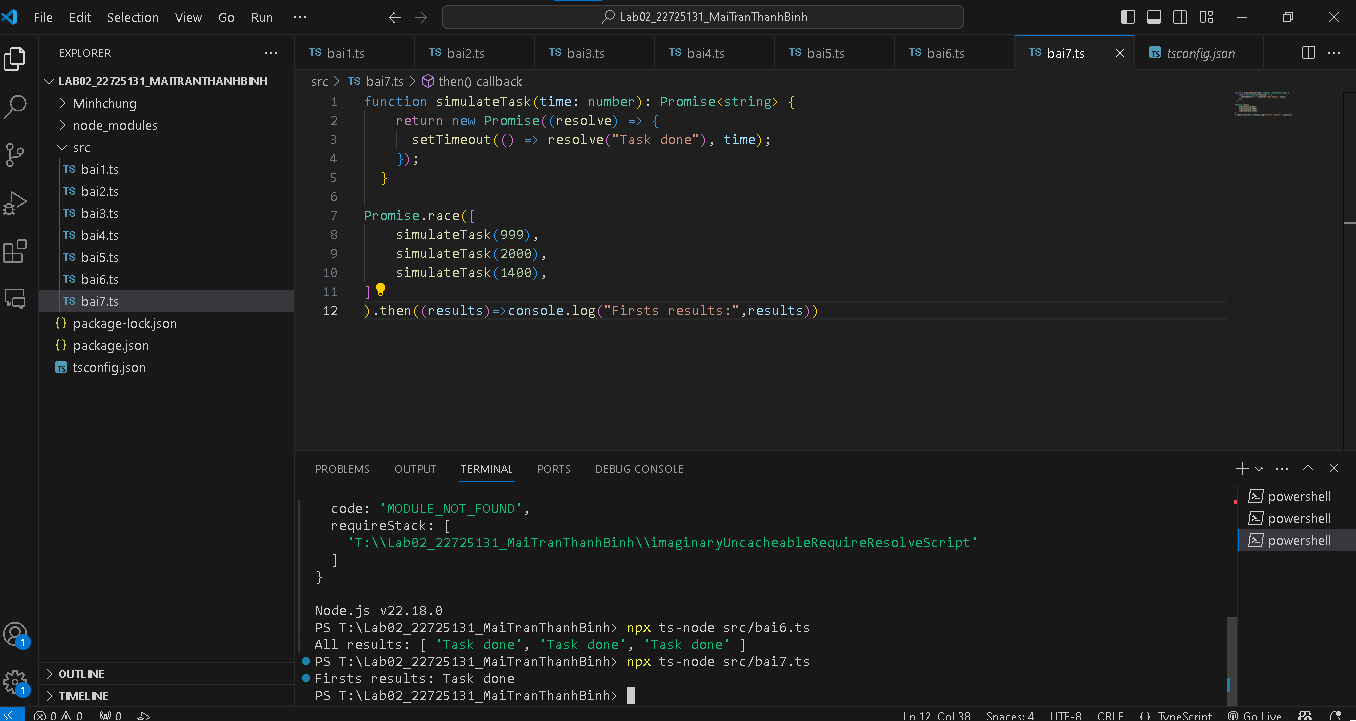 File Edit Selection View Go Run ··· Lab02_22725131_MaiTranThanhBinh
EXPLORER ···
LAB02_22725131_MAITRANTHANHBINH
Minhchung
node_modules
src
TS bai1.ts
TS bai2.ts
TS bai3.ts
TS bai4.ts
TS bai5.ts
TS bai6.ts
TS bai7.ts
{} package-lock.json
{} package.json
TS tsconfig.json
OUTLINE
TIMELINE
1
1
TS bai1.ts TS bai2.ts TS bai3.ts TS bai4.ts TS bai5.ts TS bai6.ts TS bai7.ts TS tsconfig.json ···
src > TS bai7.ts > then() callback
1 function simulateTask(time: number): Promise<string> {
2 return new Promise((resolve) => {
3 setTimeout(() => resolve("Task done"), time);
4 });
5 }
6
7 Promise.race([
8 simulateTask(999),
9 simulateTask(2000),
10 simulateTask(1400),
11 ]
12 ).then((results)=>console.log("Firsts results:",results))
PROBLEMS OUTPUT TERMINAL PORTS DEBUG CONSOLE
code: 'MODULE_NOT_FOUND',
requireStack: [
'T:\\Lab02_22725131_MaiTranThanhBinh\\imaginaryUncacheableRequireResolveScript'
]
}
Node.js v22.18.0
PS T:\Lab02_22725131_MaiTranThanhBinh> npx ts-node src/bai6.ts
All results: [ 'Task done', 'Task done', 'Task done' ]
PS T:\Lab02_22725131_MaiTranThanhBinh> npx ts-node src/bai7.ts
Firsts results: Task done
PS T:\Lab02_22725131_MaiTranThanhBinh>
powershell
powershell
powershell
0 0 0 Ln 12, Col 38 Spaces: 4 UTF-8 CRLF {} TypeScript Go Live